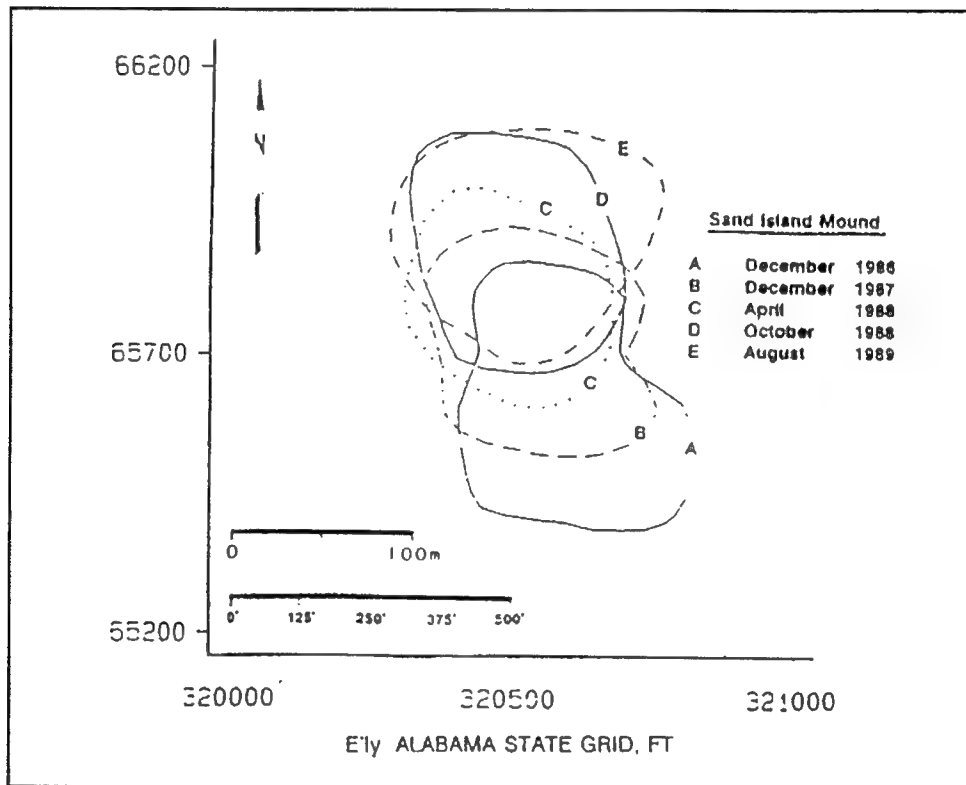 66200
N
E
D
C
Sand Island Mound
A December 1986
B December 1987
C April 1988
D October 1988
E August 1989
65700
C
B
A
0 100m
0' 125' 250' 375' 500'
65200
320000 320500 321000
E'ly ALABAMA STATE GRID, FT